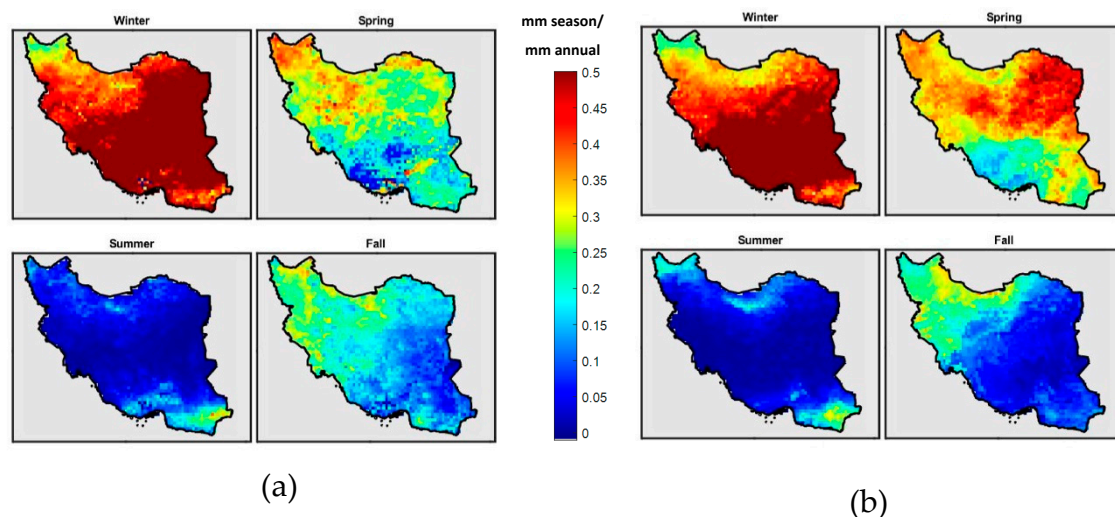 Winter
Spring
Summer
Fall
(a)
mm season/
mm annual
0.5
0.45
0.4
0.35
0.3
0.25
0.2
0.15
0.1
0.05
0
Winter
Spring
Summer
Fall
(b)